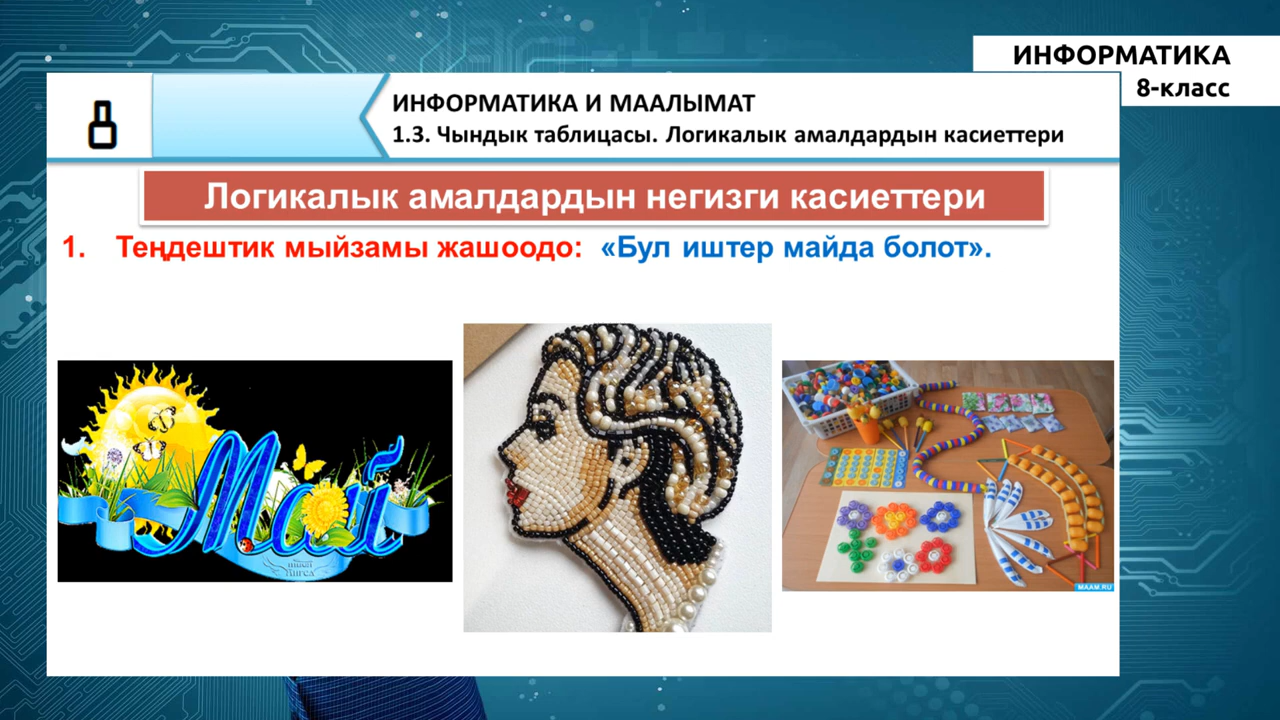 ИНФОРМАТИКА
8-класс
8
ИНФОРМАТИКА И МААЛЫМАТ
1.3. Чындык таблицасы. Логикалык амалдардын касиеттери
Логикалык амалдардын негизги касиеттери
1. Теңдештик мыйзамы жашоодо: «Бул иштер майда болот».
Май
MAAM.RU